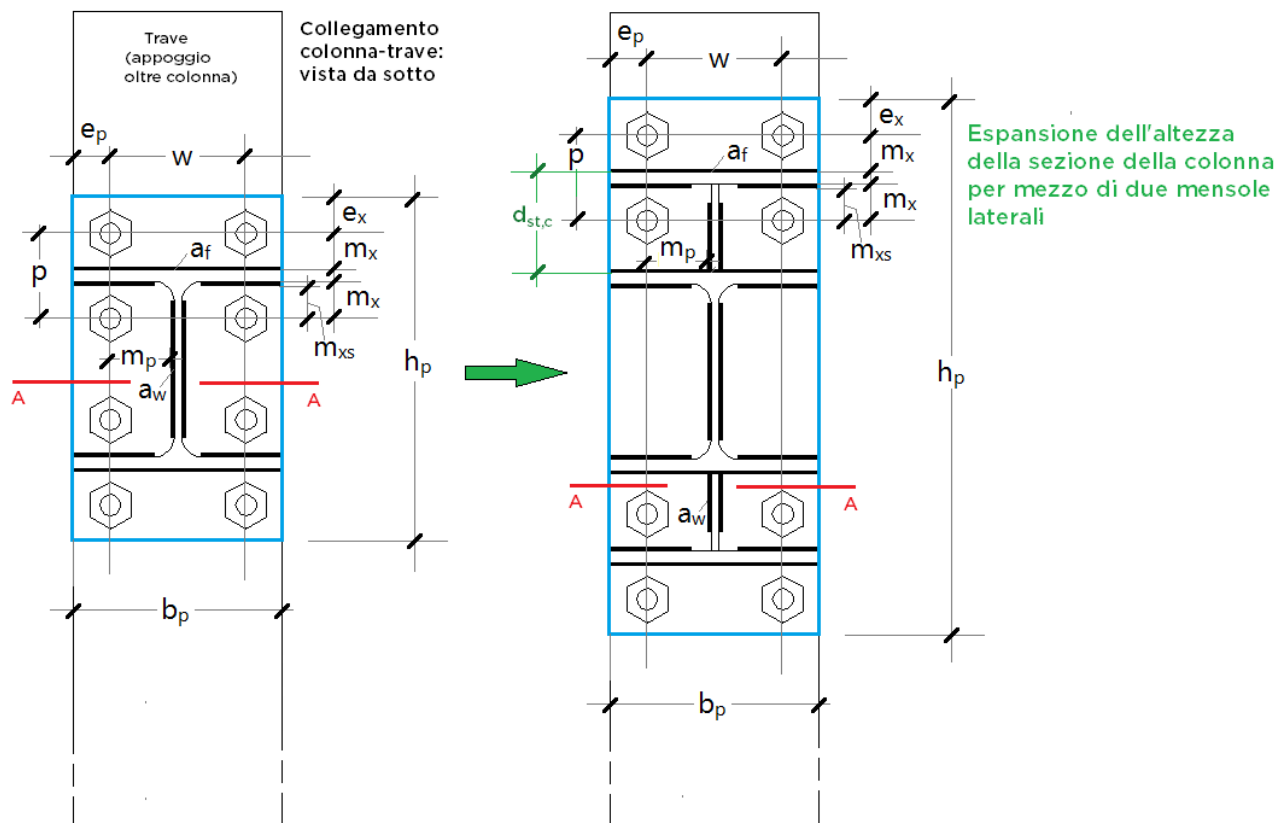 Trave
(appoggio
oltre colonna)
Collegamento
colonna-trave:
vista da sotto
ep
w
ex
mx
af
p
mx
mxs
mp
hp
A
A
aw
bp
ep
w
ex
p
af
mx
mx
dst,c
mxs
mp
hp
A
A
aw
bp
Espansione dell'altezza
della sezione della colonna
per mezzo di due mensole
laterali